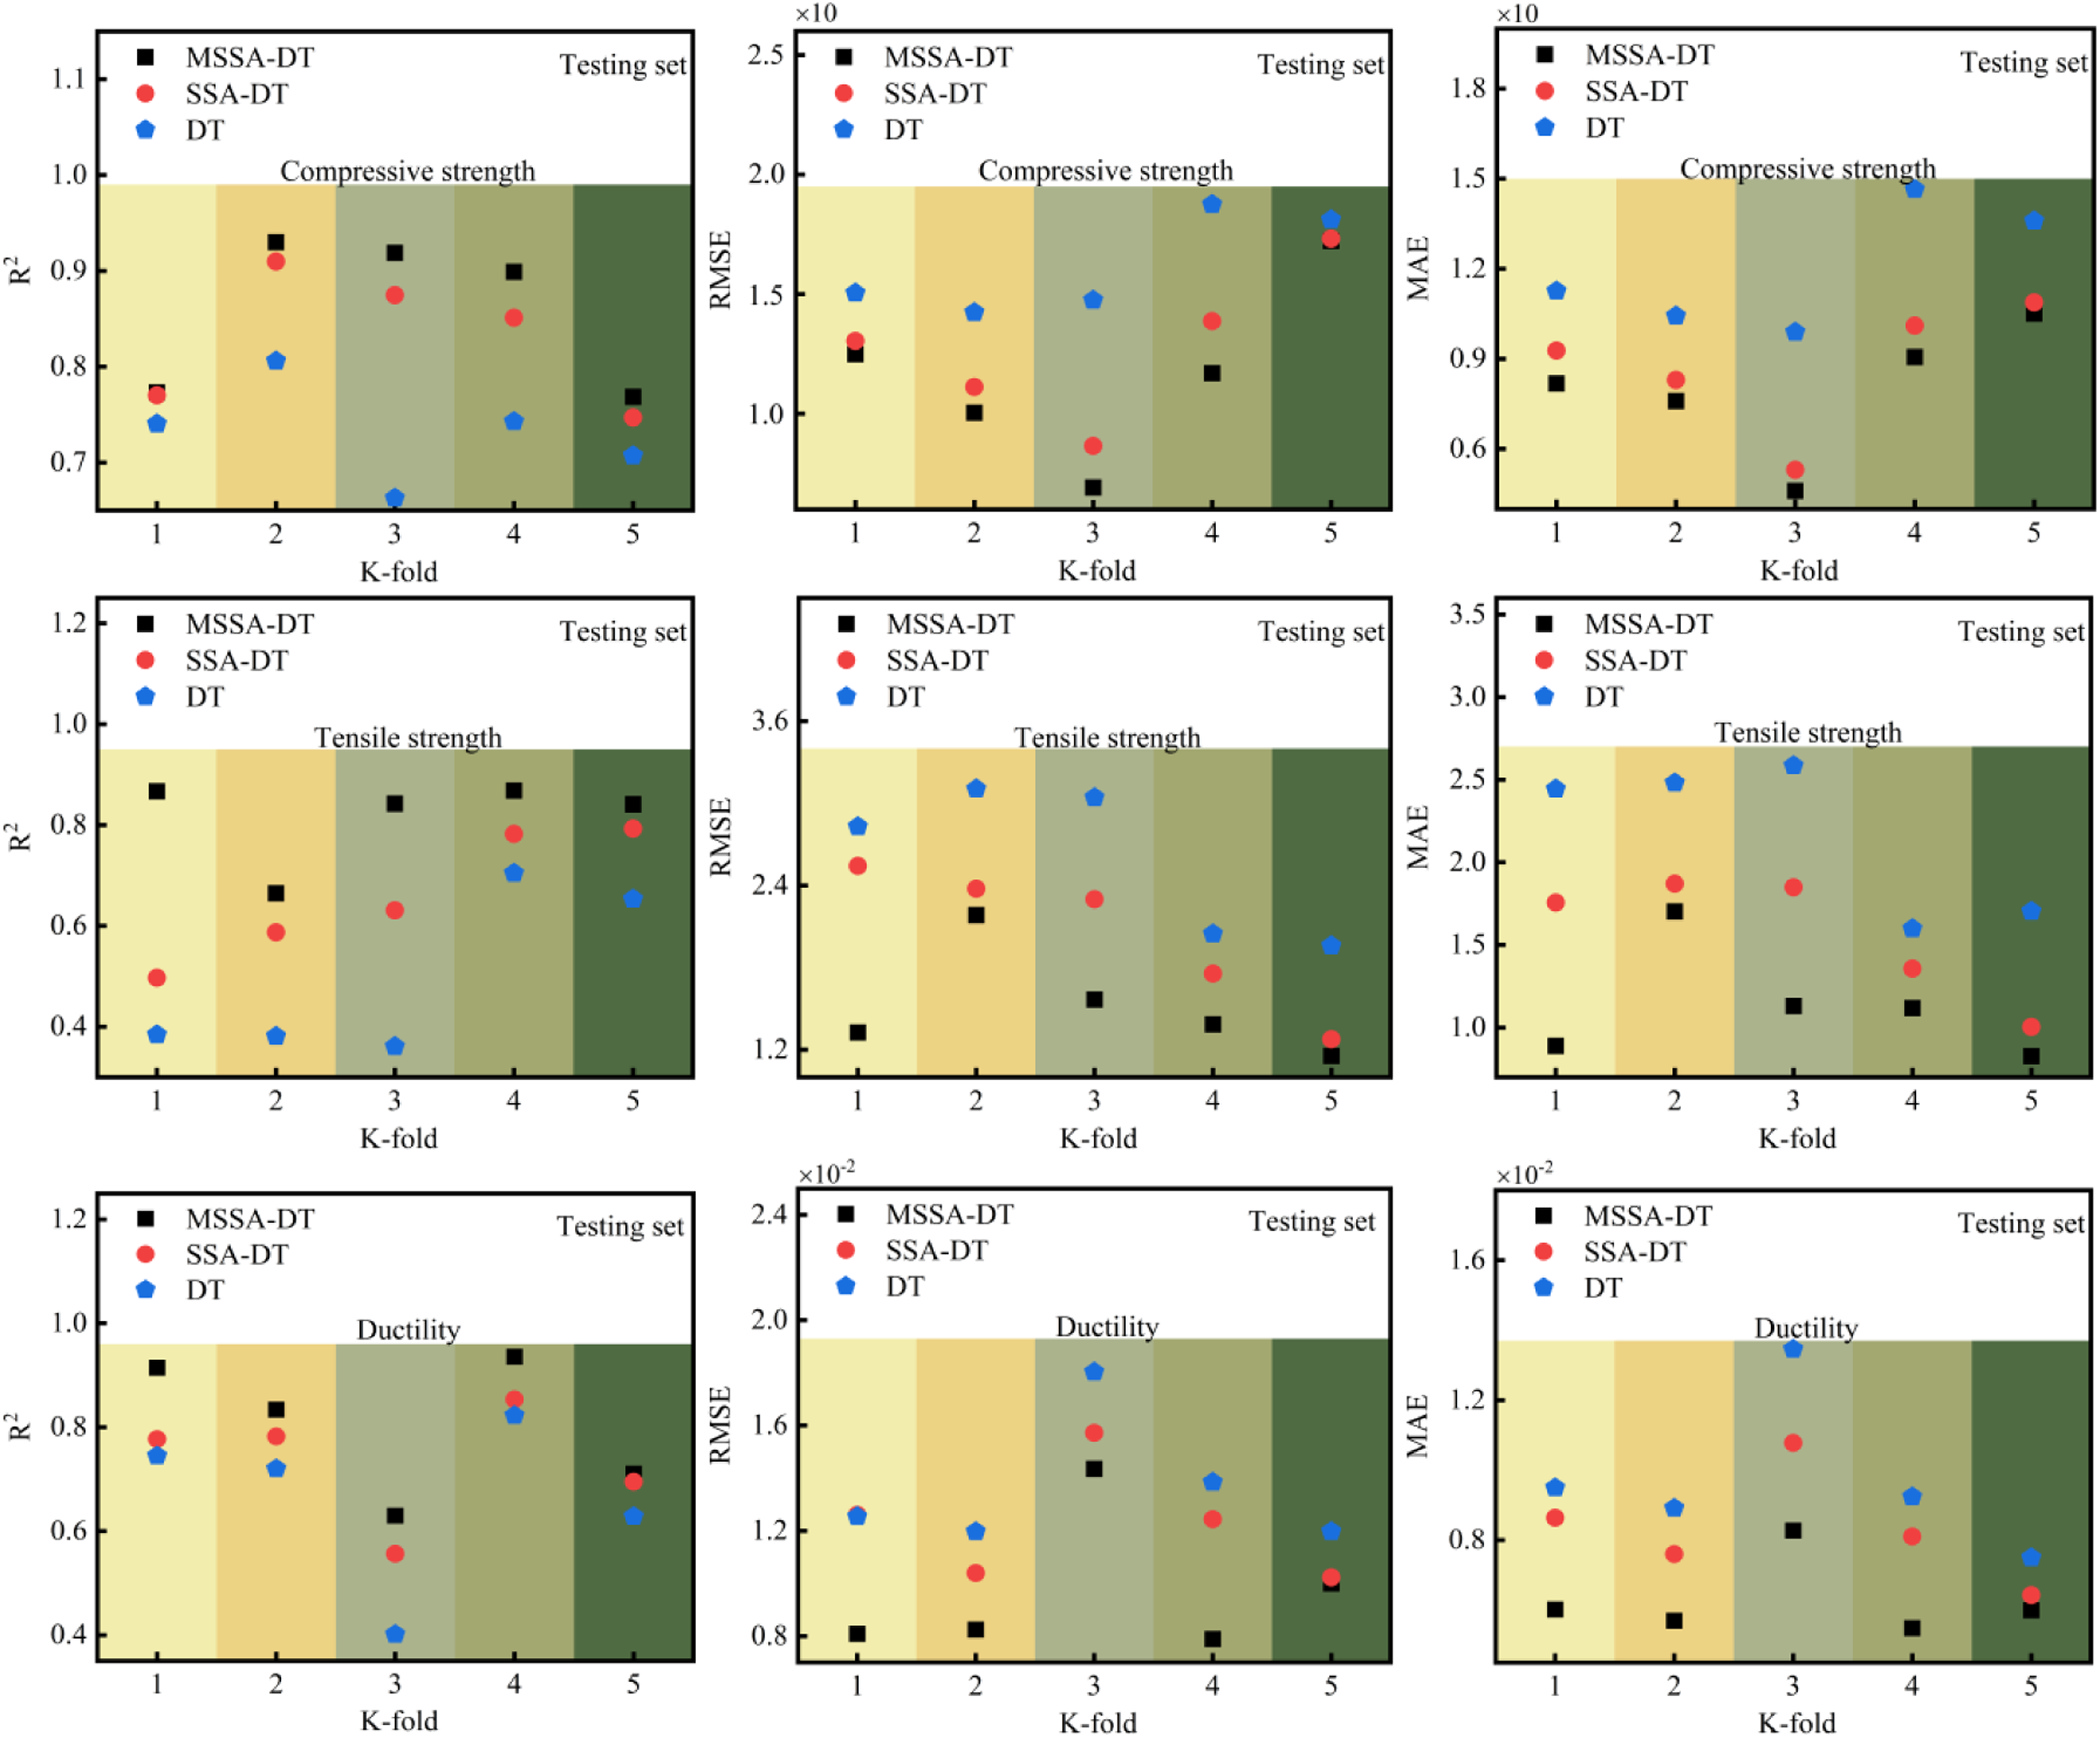 MSSA-DT
SSA-DT
DT
Testing set
Compressive strength
1.1
1.0
0.9
0.8
0.7
R²
1 2 3 4 5
K-fold
×10
MSSA-DT
SSA-DT
DT
Testing set
Compressive strength
2.5
2.0
1.5
1.0
RMSE
1 2 3 4 5
K-fold
×10
MSSA-DT
SSA-DT
DT
Testing set
Compressive strength
1.8
1.5
1.2
0.9
0.6
MAE
1 2 3 4 5
K-fold
MSSA-DT
SSA-DT
DT
Testing set
Tensile strength
1.2
1.0
0.8
0.6
0.4
R²
1 2 3 4 5
K-fold
MSSA-DT
SSA-DT
DT
Testing set
Tensile strength
3.6
2.4
1.2
RMSE
1 2 3 4 5
K-fold
MSSA-DT
SSA-DT
DT
Testing set
Tensile strength
3.5
3.0
2.5
2.0
1.5
1.0
MAE
1 2 3 4 5
K-fold
MSSA-DT
SSA-DT
DT
Testing set
Ductility
1.2
1.0
0.8
0.6
0.4
R²
1 2 3 4 5
K-fold
×10⁻²
MSSA-DT
SSA-DT
DT
Testing set
Ductility
2.4
2.0
1.6
1.2
0.8
RMSE
1 2 3 4 5
K-fold
×10⁻²
MSSA-DT
SSA-DT
DT
Testing set
Ductility
1.6
1.2
0.8
MAE
1 2 3 4 5
K-fold